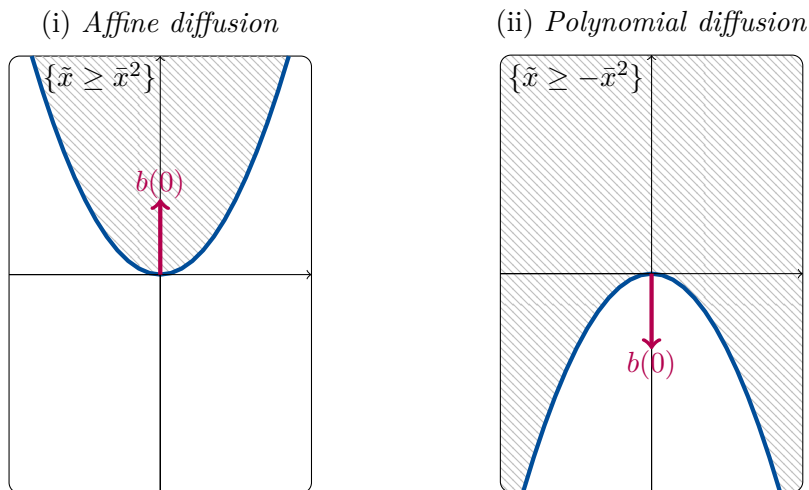 (i) Affine diffusion
{x̃ ≥ x̄²}
b(0)
(ii) Polynomial diffusion
{x̃ ≥ −x̄²}
b(0)